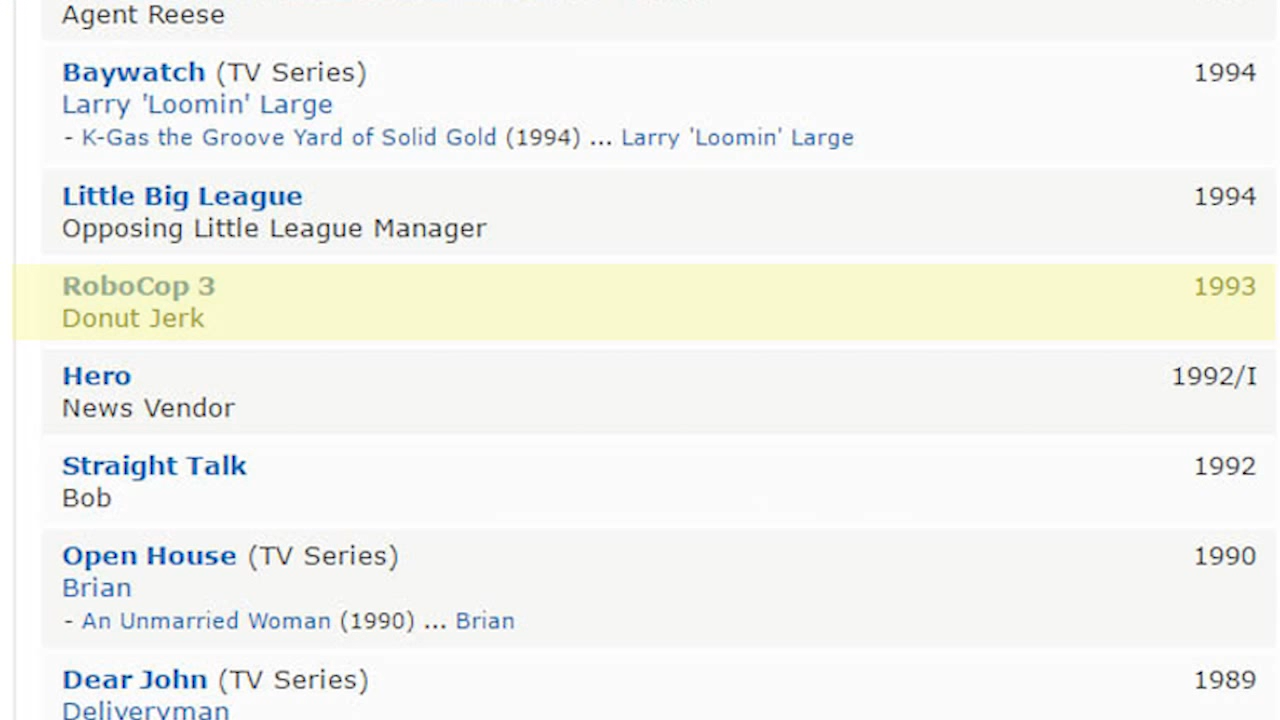 Agent Reese
Baywatch (TV Series) 1994
Larry 'Loomin' Large
- K-Gas the Groove Yard of Solid Gold (1994) ... Larry 'Loomin' Large
Little Big League 1994
Opposing Little League Manager
RoboCop 3 1993
Donut Jerk
Hero 1992/I
News Vendor
Straight Talk 1992
Bob
Open House (TV Series) 1990
Brian
- An Unmarried Woman (1990) ... Brian
Dear John (TV Series) 1989
Deliveryman